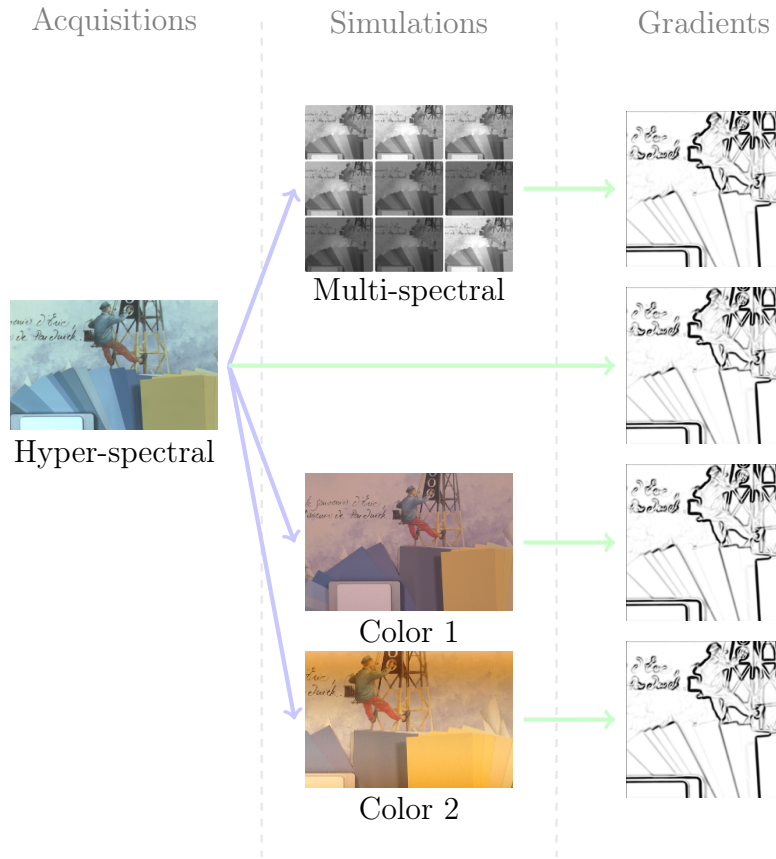 Acquisitions
Simulations
Gradients
Multi-spectral
Hyper-spectral
Color 1
Color 2